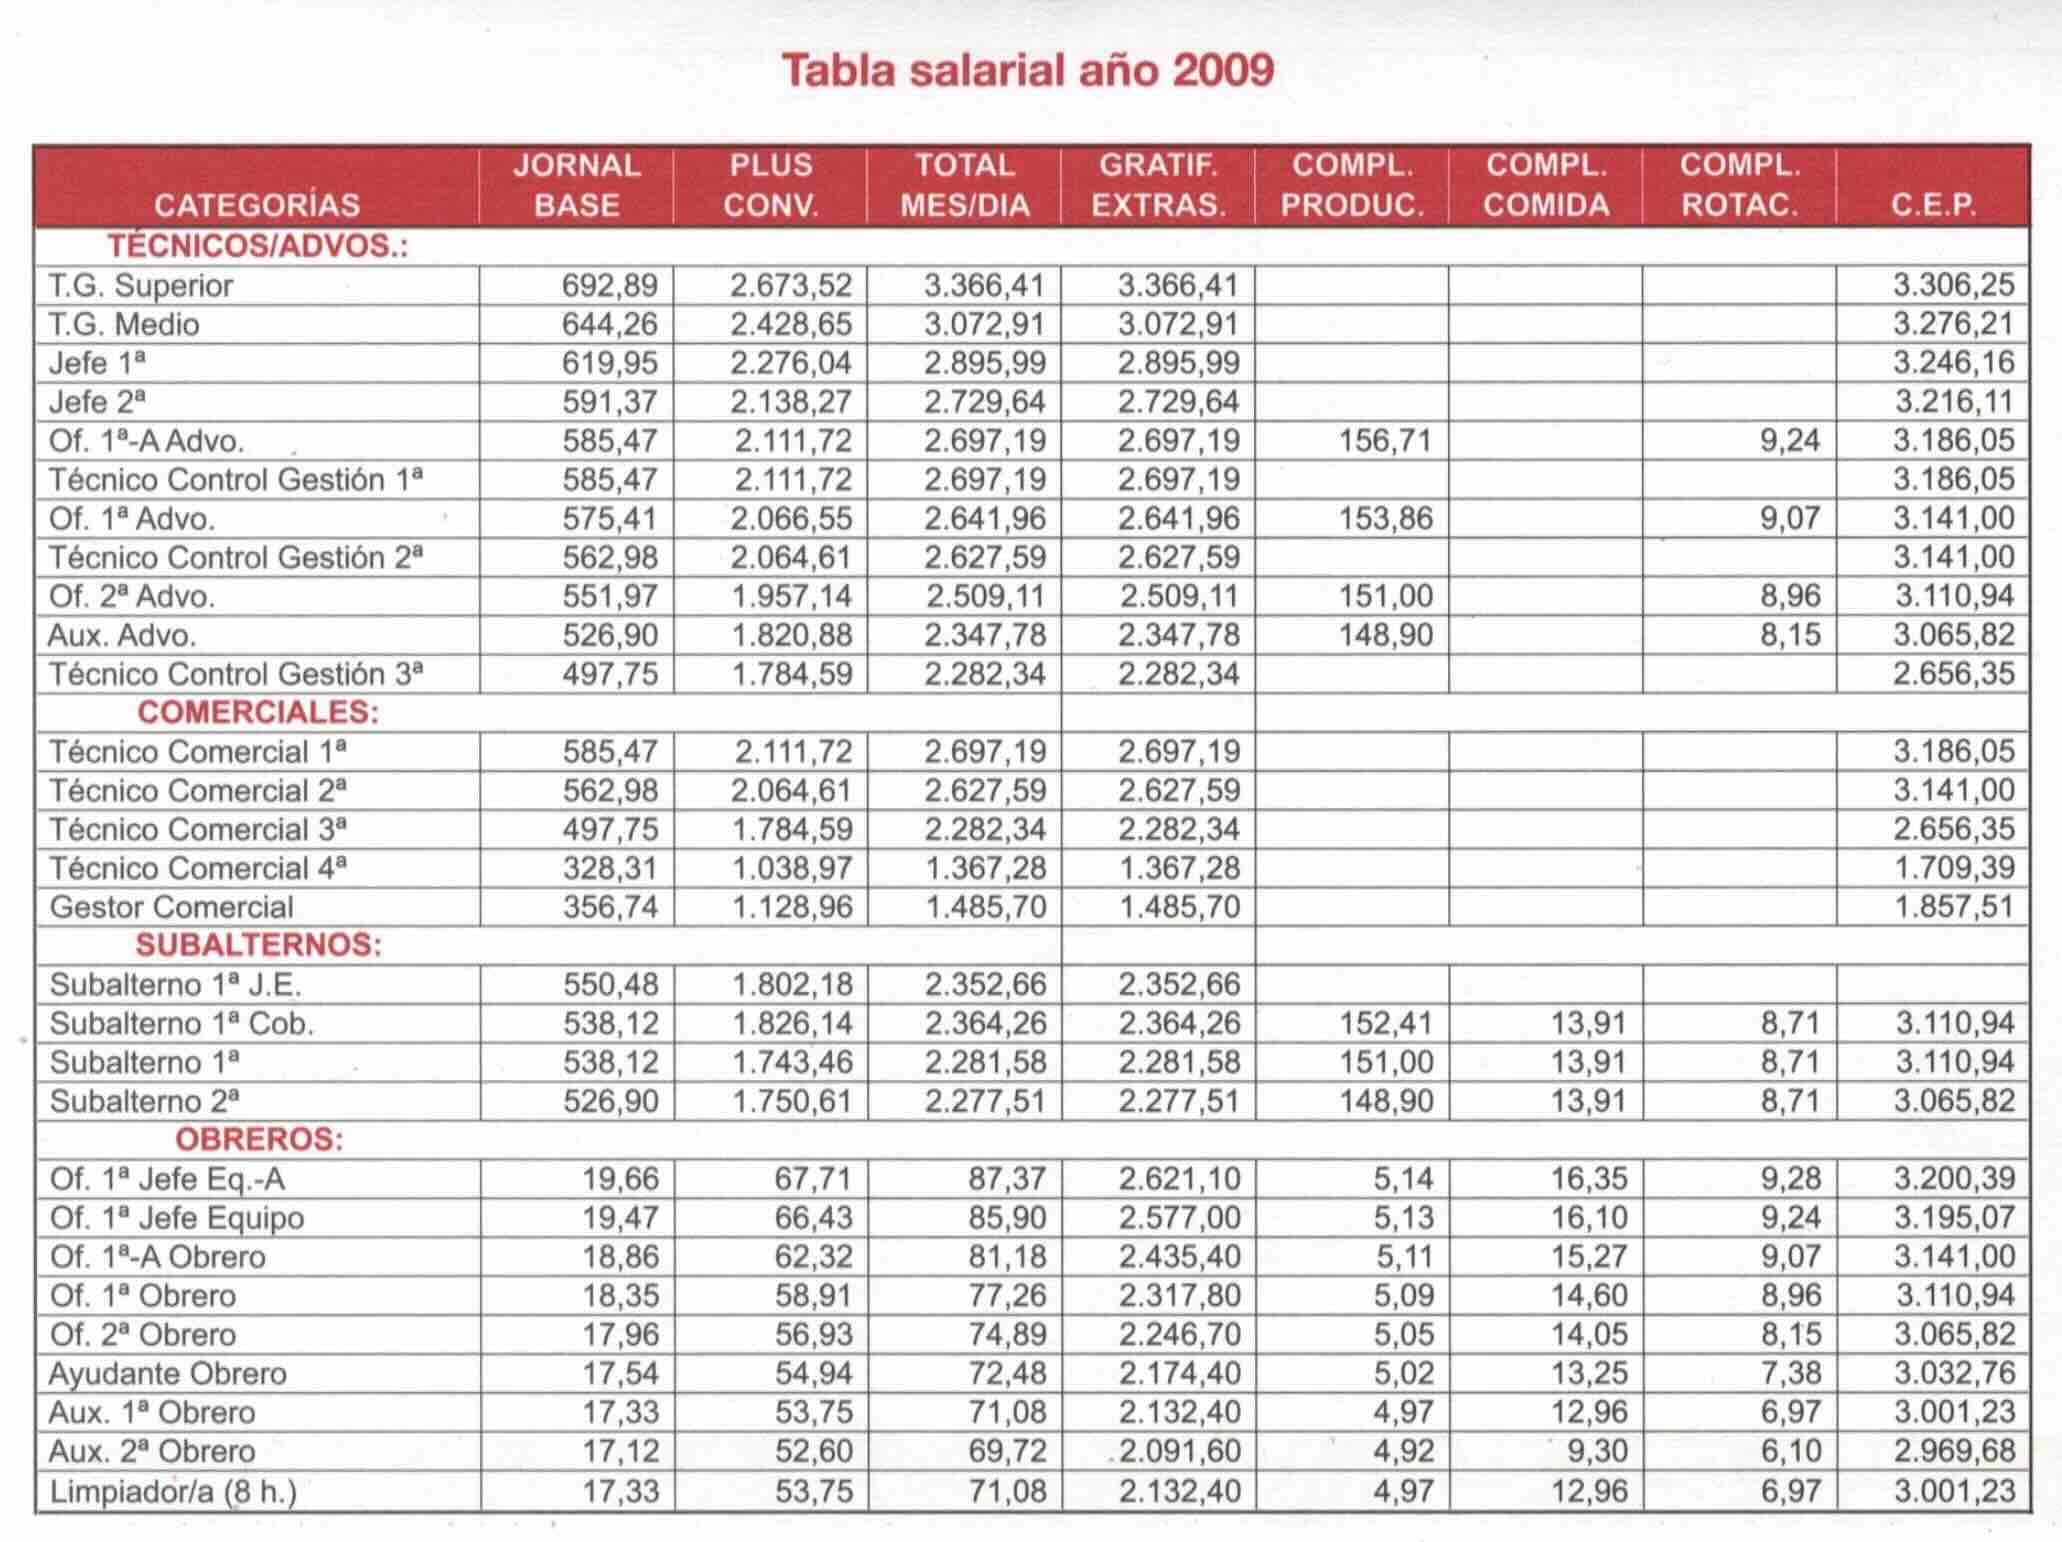 Tabla salarial año 2009
CATEGORÍAS JORNAL BASE PLUS CONV. TOTAL MES/DIA GRATIF. EXTRAS. COMPL. PRODUC. COMPL. COMIDA COMPL. ROTAC. C.E.P.
TÉCNICOS/ADVOS.:
T.G. Superior 692,89 2.673,52 3.366,41 3.366,41 3.306,25
T.G. Medio 644,26 2.428,65 3.072,91 3.072,91 3.276,21
Jefe 1ª 619,95 2.276,04 2.895,99 2.895,99 3.246,16
Jefe 2ª 591,37 2.138,27 2.729,64 2.729,64 3.216,11
Of. 1ª-A Advo. 585,47 2.111,72 2.697,19 2.697,19 156,71 9,24 3.186,05
Técnico Control Gestión 1ª 585,47 2.111,72 2.697,19 2.697,19 3.186,05
Of. 1ª Advo. 575,41 2.066,55 2.641,96 2.641,96 153,86 9,07 3.141,00
Técnico Control Gestión 2ª 562,98 2.064,61 2.627,59 2.627,59 3.141,00
Of. 2ª Advo. 551,97 1.957,14 2.509,11 2.509,11 151,00 8,96 3.110,94
Aux. Advo. 526,90 1.820,88 2.347,78 2.347,78 148,90 8,15 3.065,82
Técnico Control Gestión 3ª 497,75 1.784,59 2.282,34 2.282,34 2.656,35
COMERCIALES:
Técnico Comercial 1ª 585,47 2.111,72 2.697,19 2.697,19 3.186,05
Técnico Comercial 2ª 562,98 2.064,61 2.627,59 2.627,59 3.141,00
Técnico Comercial 3ª 497,75 1.784,59 2.282,34 2.282,34 2.656,35
Técnico Comercial 4ª 328,31 1.038,97 1.367,28 1.367,28 1.709,39
Gestor Comercial 356,74 1.128,96 1.485,70 1.485,70 1.857,51
SUBALTERNOS:
Subalterno 1ª J.E. 550,48 1.802,18 2.352,66 2.352,66
Subalterno 1ª Cob. 538,12 1.826,14 2.364,26 2.364,26 152,41 13,91 8,71 3.110,94
Subalterno 1ª 538,12 1.743,46 2.281,58 2.281,58 151,00 13,91 8,71 3.110,94
Subalterno 2ª 526,90 1.750,61 2.277,51 2.277,51 148,90 13,91 8,71 3.065,82
OBREROS:
Of. 1ª Jefe Eq.-A 19,66 67,71 87,37 2.621,10 5,14 16,35 9,28 3.200,39
Of. 1ª Jefe Equipo 19,47 66,43 85,90 2.577,00 5,13 16,10 9,24 3.195,07
Of. 1ª-A Obrero 18,86 62,32 81,18 2.435,40 5,11 15,27 9,07 3.141,00
Of. 1ª Obrero 18,35 58,91 77,26 2.317,80 5,09 14,60 8,96 3.110,94
Of. 2ª Obrero 17,96 56,93 74,89 2.246,70 5,05 14,05 8,15 3.065,82
Ayudante Obrero 17,54 54,94 72,48 2.174,40 5,02 13,25 7,38 3.032,76
Aux. 1ª Obrero 17,33 53,75 71,08 2.132,40 4,97 12,96 6,97 3.001,23
Aux. 2ª Obrero 17,12 52,60 69,72 2.091,60 4,92 9,30 6,10 2.969,68
Limpiador/a (8 h.) 17,33 53,75 71,08 2.132,40 4,97 12,96 6,97 3.001,23